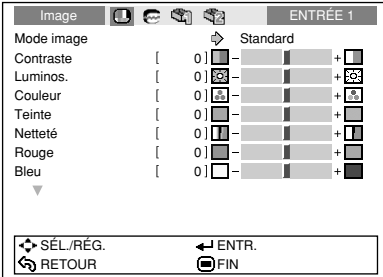 Image ENTRÉE 1
Mode image Standard
Contraste [ 0 ] - +
Luminos. [ 0 ] - +
Couleur [ 0 ] - +
Teinte [ 0 ] - +
Netteté [ 0 ] - +
Rouge [ 0 ] - +
Bleu [ 0 ] - +
SÉL./RÉG. ENTR.
RETOUR FIN